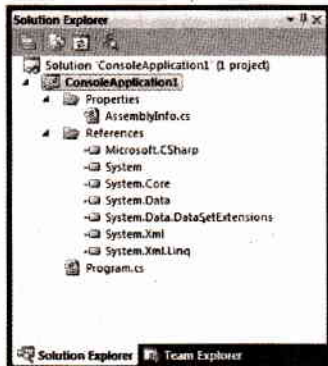 Solution Explorer
Solution 'ConsoleApplication1' (1 project)
ConsoleApplication1
Properties
AssemblyInfo.cs
References
Microsoft.CSharp
System
System.Core
System.Data
System.Data.DataSetExtensions
System.Xml
System.Xml.Linq
Program.cs
Solution Explorer Team Explorer